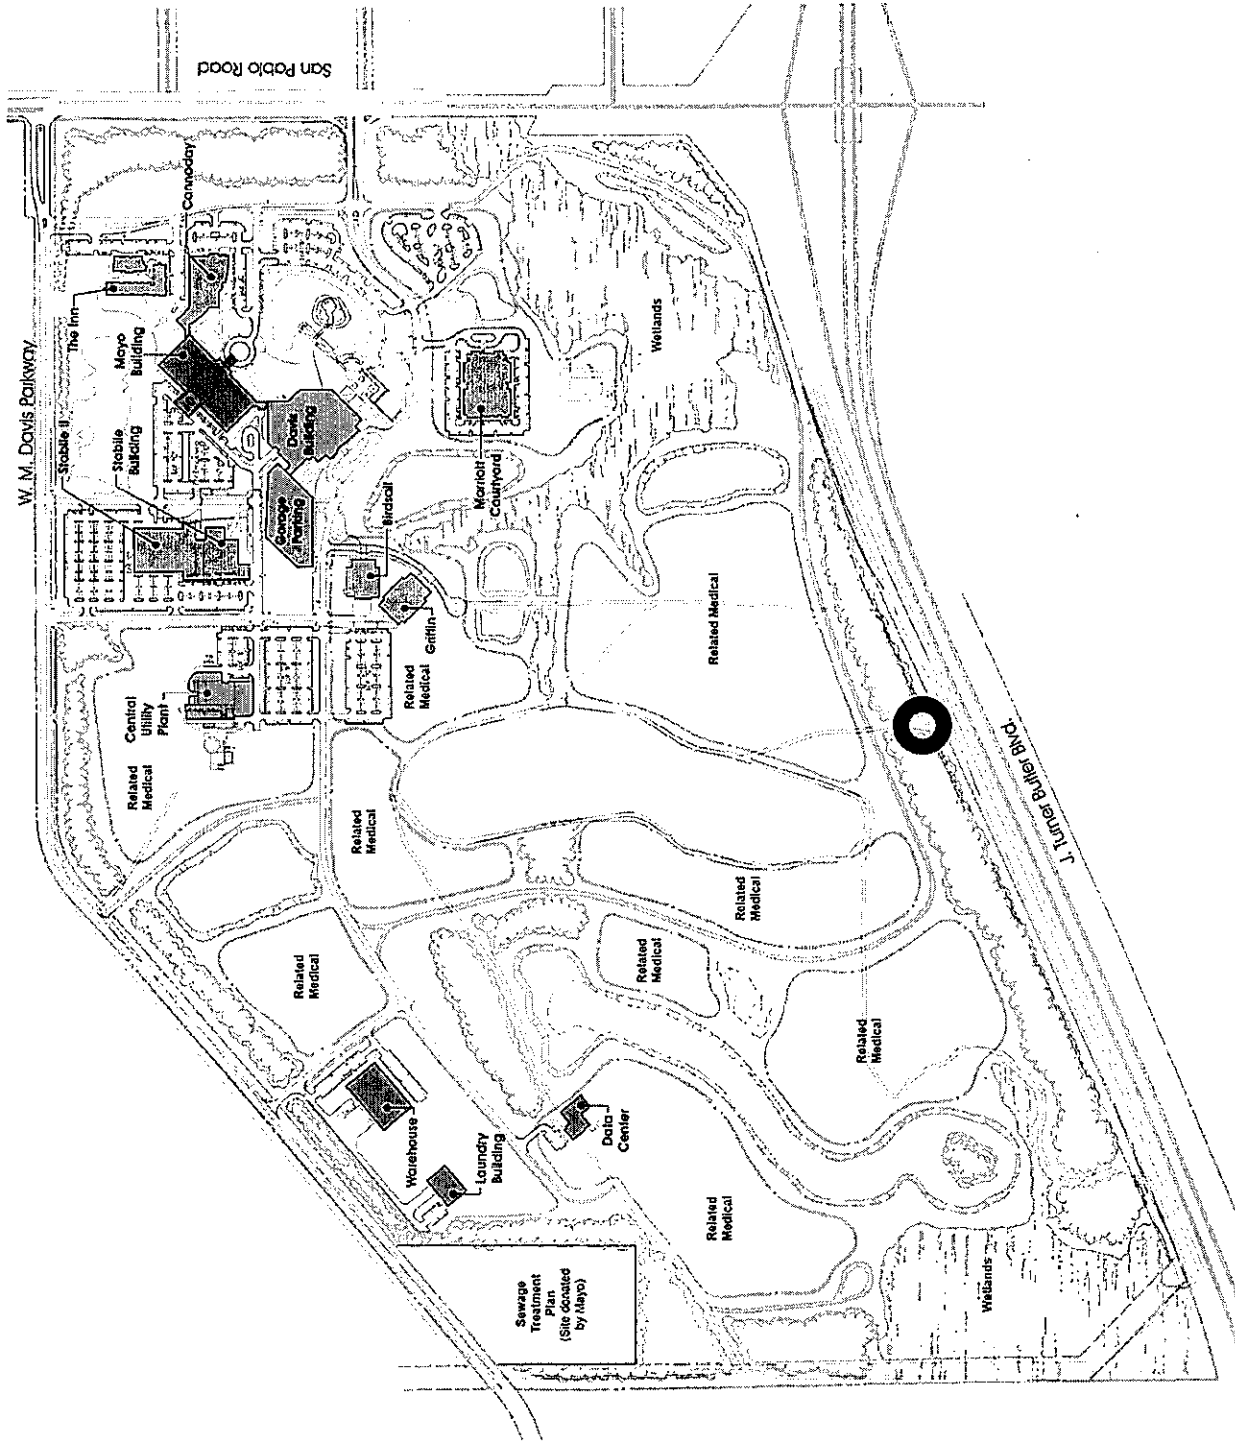 San Pablo Road
W. M. Davis Parkway
Cannaday
The Inn
Mayo
Building
Stabile II
Stabile
Building
Davis
Building
Garage
Parking
Birdsall
Marriott
Courtyard
Wetlands
Griffin
Related
Medical
Central
Utility
Plant
Related
Medical
Related Medical
Related
Medical
Related
Medical
Related
Medical
Related
Medical
Related
Medical
J. Turner Butler Blvd.
Warehouse
Laundry
Building
Data
Center
Related
Medical
Sewage
Treatment
Plan
(Site donated
by Mayo)
Wetlands